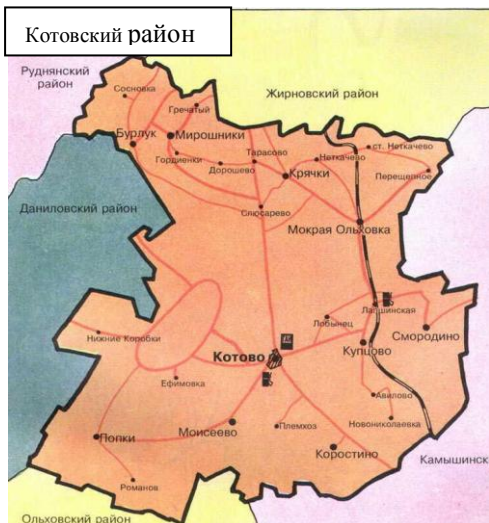 Котовский район
Руднянский
район
Жирновский район
Сосновка
Гречатый
Бурлук
Мирошники
Гордиенки
Дорошево
Тарасово
Крячки
Неткачево
ст. Неткачево
Перещепное
Слюсарево
Мокрая Ольховка
Даниловский район
Нижние Коробки
Лобынец
Лапшинская
Смородино
Купцово
Котово
Ефимовка
Авилово
Новониколаевка
Племхоз
Моисеево
Коростино
Лопки
Романов
Камышинск
Ольховский район